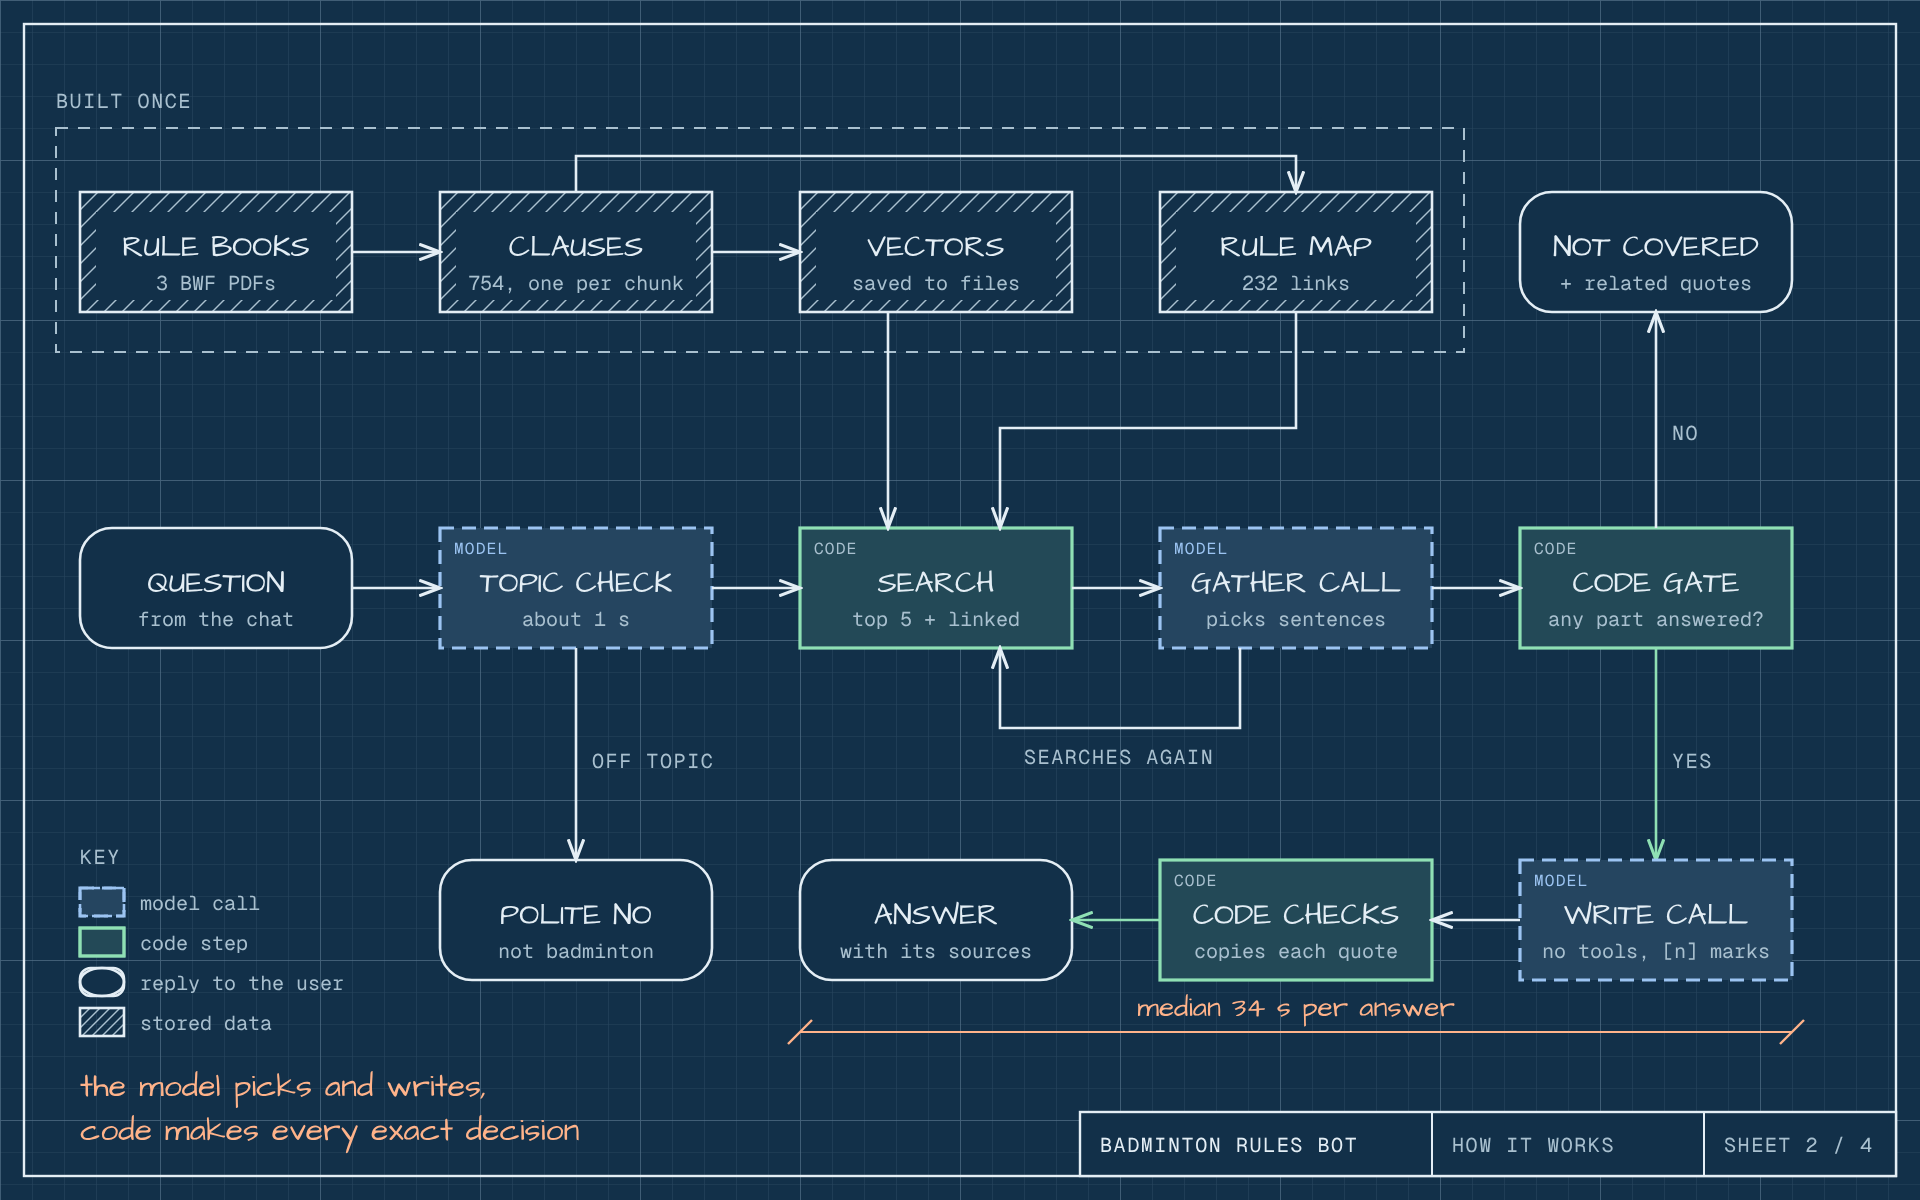 BUILT ONCE
RULE BOOKS
3 BWF PDFs
CLAUSES
754, one per chunk
VECTORS
saved to files
RULE MAP
232 links
NOT COVERED
+ related quotes
NO
QUESTION
from the chat
MODEL
TOPIC CHECK
about 1 s
CODE
SEARCH
top 5 + linked
MODEL
GATHER CALL
picks sentences
CODE
CODE GATE
any part answered?
OFF TOPIC
SEARCHES AGAIN
YES
KEY
model call
code step
reply to the user
stored data
POLITE NO
not badminton
ANSWER
with its sources
CODE
CODE CHECKS
copies each quote
MODEL
WRITE CALL
no tools, [n] marks
median 34 s per answer
the model picks and writes,
code makes every exact decision
BADMINTON RULES BOT
HOW IT WORKS
SHEET 2 / 4